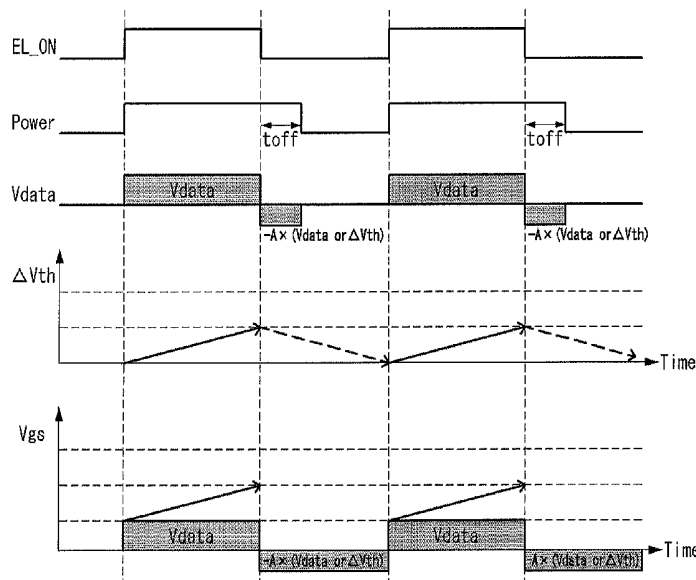 EL_ON
Power
toff
toff
Vdata
Vdata
Vdata
-A×(Vdata or ΔVth)
-A×(Vdata or ΔVth)
ΔVth
Time
Vgs
Vdata
Vdata
Time
-A×(Vdata or ΔVth)
-A×(Vdata or ΔVth)